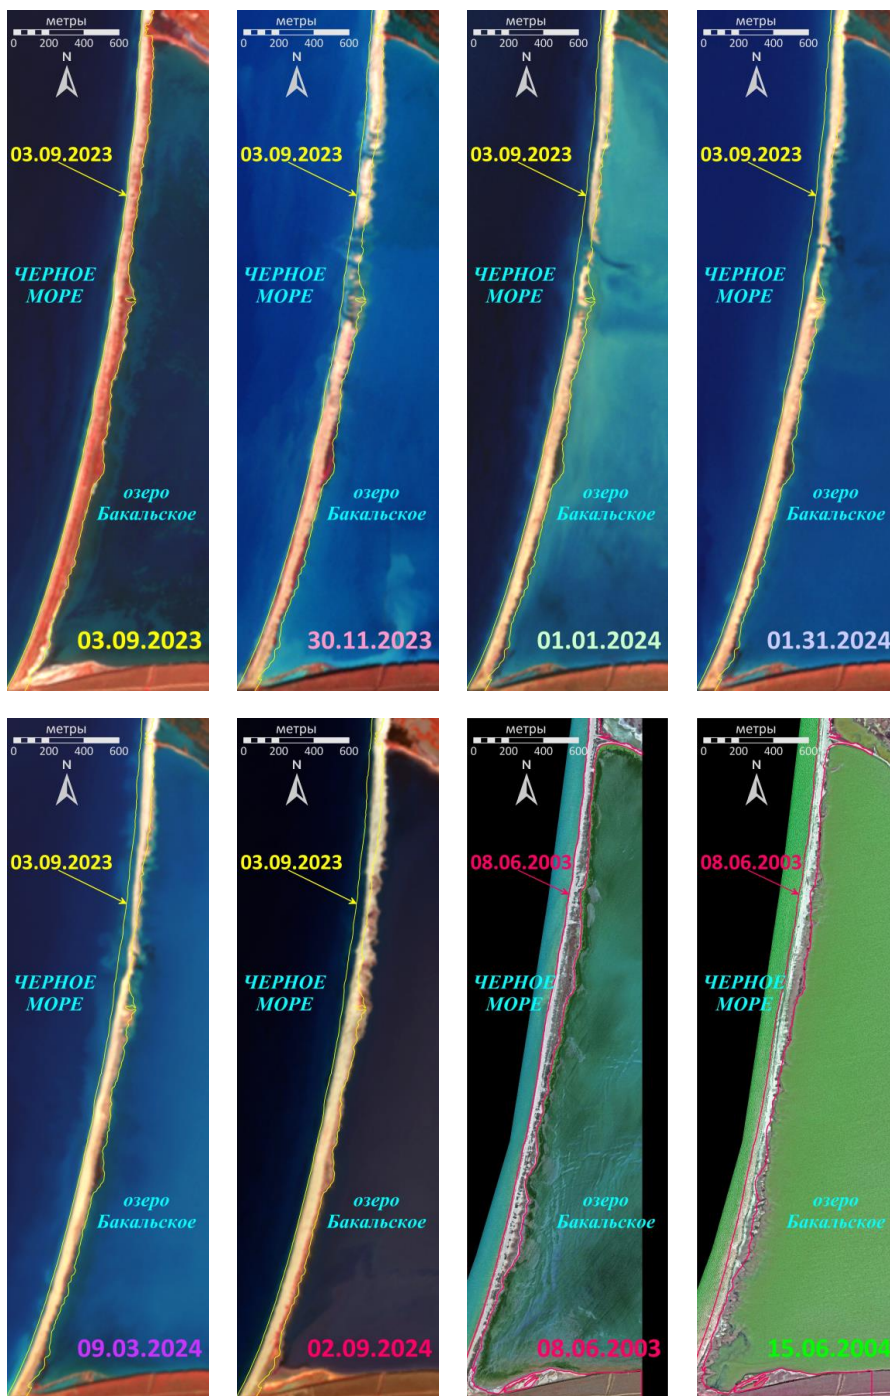 метры
0 200 400 600
N
03.09.2023
ЧЕРНОЕ
МОРЕ
озеро
Бакальское
03.09.2023
метры
0 200 400 600
N
03.09.2023
ЧЕРНОЕ
МОРЕ
озеро
Бакальское
30.11.2023
метры
0 200 400 600
N
03.09.2023
ЧЕРНОЕ
МОРЕ
озеро
Бакальское
01.01.2024
метры
0 200 400 600
N
03.09.2023
ЧЕРНОЕ
МОРЕ
озеро
Бакальское
01.31.2024
метры
0 200 400 600
N
03.09.2023
ЧЕРНОЕ
МОРЕ
озеро
Бакальское
09.03.2024
метры
0 200 400 600
N
03.09.2023
ЧЕРНОЕ
МОРЕ
озеро
Бакальское
02.09.2024
метры
0 200 400 600
N
08.06.2003
ЧЕРНОЕ
МОРЕ
озеро
Бакальское
08.06.2003
метры
0 200 400 600
N
08.06.2003
ЧЕРНОЕ
МОРЕ
озеро
Бакальское
15.06.2004